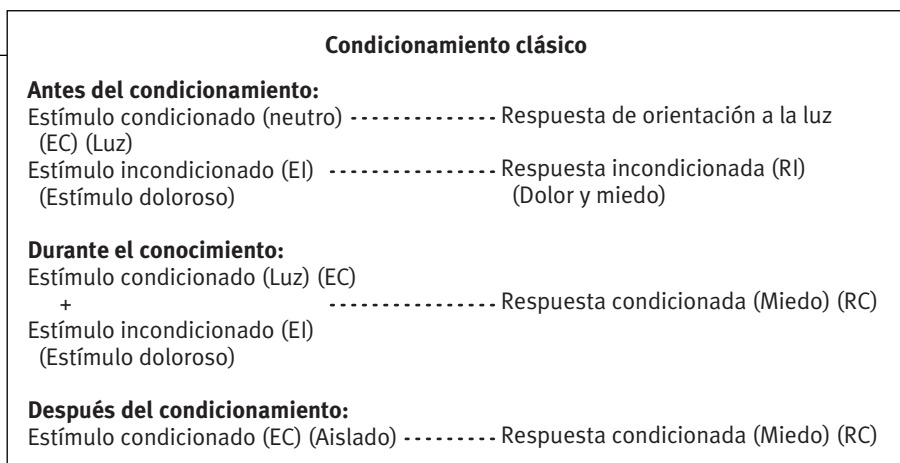 Condicionamiento clásico
Antes del condicionamiento:
Estímulo condicionado (neutro) -------------- Respuesta de orientación a la luz
(EC) (Luz)
Estímulo incondicionado (EI) ---------------- Respuesta incondicionada (RI)
(Estímulo doloroso) (Dolor y miedo)
Durante el conocimiento:
Estímulo condicionado (Luz) (EC)
+ ---------------- Respuesta condicionada (Miedo) (RC)
Estímulo incondicionado (EI)
(Estímulo doloroso)
Después del condicionamiento:
Estímulo condicionado (EC) (Aislado) --------- Respuesta condicionada (Miedo) (RC)